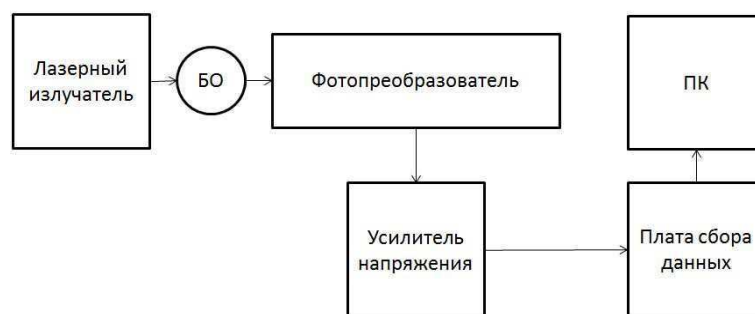 Лазерный
излучатель
БО
Фотопреобразователь
ПК
Усилитель
напряжения
Плата сбора
данных